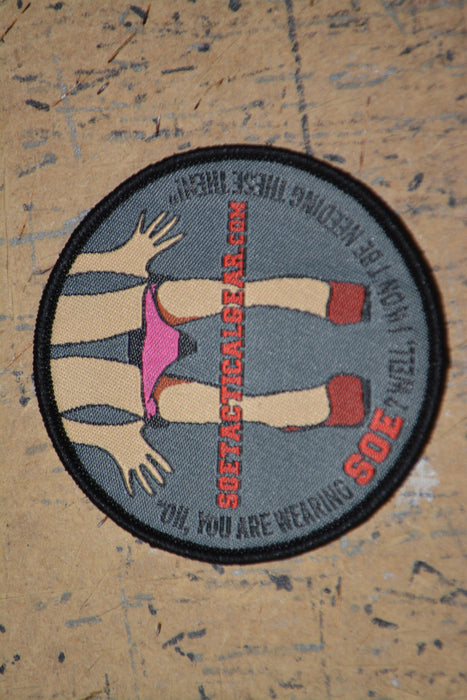 "OH, YOU ARE WEARING SOE? WELL, I WON'T BE NEEDING THESE THEN!"
SOETACTICALGEAR.COM